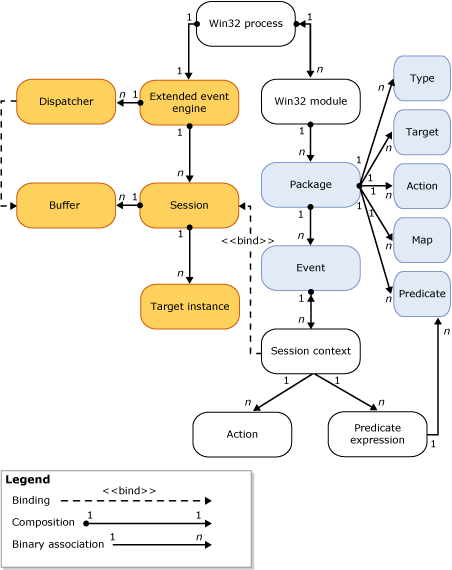 Win32 process
1
1
1
n
Dispatcher
n
1
Extended event
engine
Win32 module
Type
n
1
1
Target
n
n
n
1
1
1
1
1
Package
Action
n
Buffer
n
1
Session
1
1
n
Map
n
<<bind>>
Event
1
n
Predicate
n
n
Target instance
n
n
Session context
1
1
n
n
Action
Predicate
expression
1
Legend
<<bind>>
Binding
Composition
1
1
Binary association
1
n